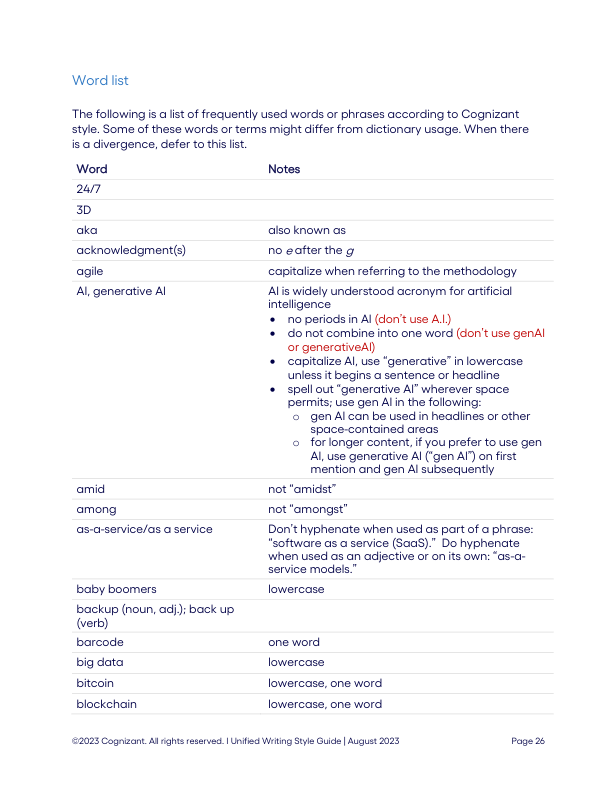 Word list
The following is a list of frequently used words or phrases according to Cognizant
style. Some of these words or terms might differ from dictionary usage. When there
is a divergence, defer to this list.
Word Notes
24/7
3D
aka also known as
acknowledgment(s) no e after the g
agile capitalize when referring to the methodology
AI, generative AI AI is widely understood acronym for artificial
intelligence
• no periods in AI (don’t use A.I.)
• do not combine into one word (don’t use genAI
or generativeAI)
• capitalize AI, use “generative” in lowercase
unless it begins a sentence or headline
• spell out “generative AI” wherever space
permits; use gen AI in the following:
o gen AI can be used in headlines or other
space-contained areas
o for longer content, if you prefer to use gen
AI, use generative AI (“gen AI”) on first
mention and gen AI subsequently
amid not “amidst”
among not “amongst”
as-a-service/as a service Don’t hyphenate when used as part of a phrase:
“software as a service (SaaS).” Do hyphenate
when used as an adjective or on its own: “as-a-
service models.”
baby boomers lowercase
backup (noun, adj.); back up
(verb)
barcode one word
big data lowercase
bitcoin lowercase, one word
blockchain lowercase, one word
©2023 Cognizant. All rights reserved. I Unified Writing Style Guide | August 2023 Page 26